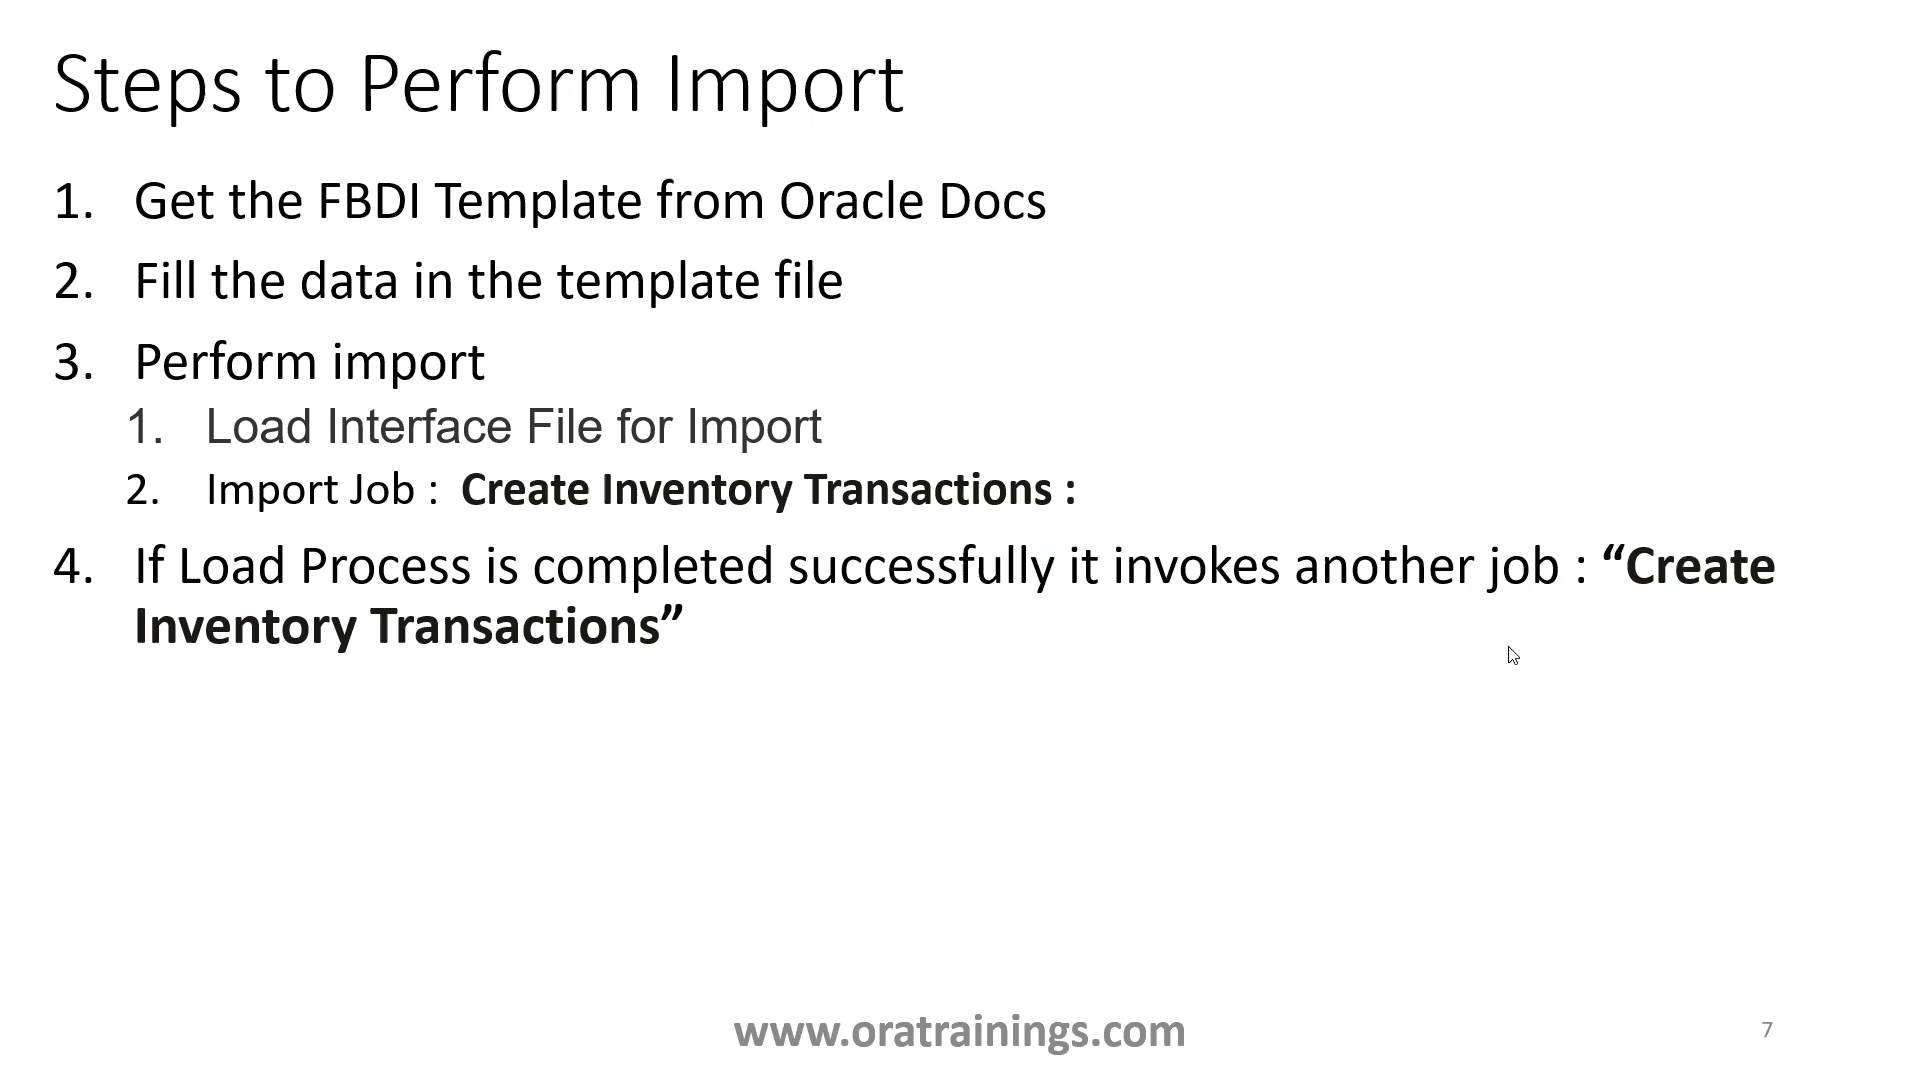 Steps to Perform Import
1. Get the FBDI Template from Oracle Docs
2. Fill the data in the template file
3. Perform import
1. Load Interface File for Import
2. Import Job : Create Inventory Transactions :
4. If Load Process is completed successfully it invokes another job : “Create
Inventory Transactions”
www.oratrainings.com
7